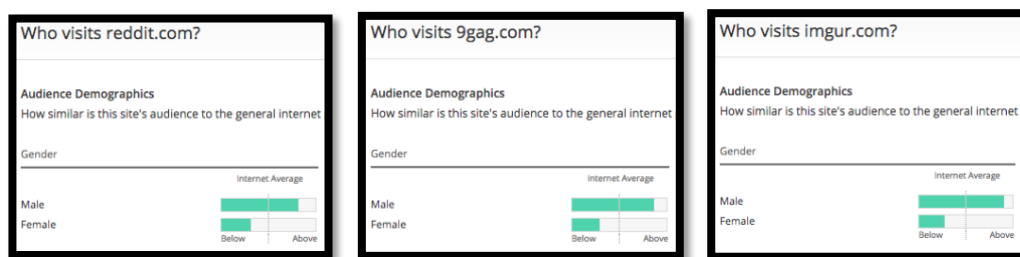 Who visits reddit.com?
Audience Demographics
How similar is this site's audience to the general internet
Gender
Internet Average
Male
Female
Below Above
Who visits 9gag.com?
Audience Demographics
How similar is this site's audience to the general internet
Gender
Internet Average
Male
Female
Below Above
Who visits imgur.com?
Audience Demographics
How similar is this site's audience to the general internet
Gender
Internet Average
Male
Female
Below Above